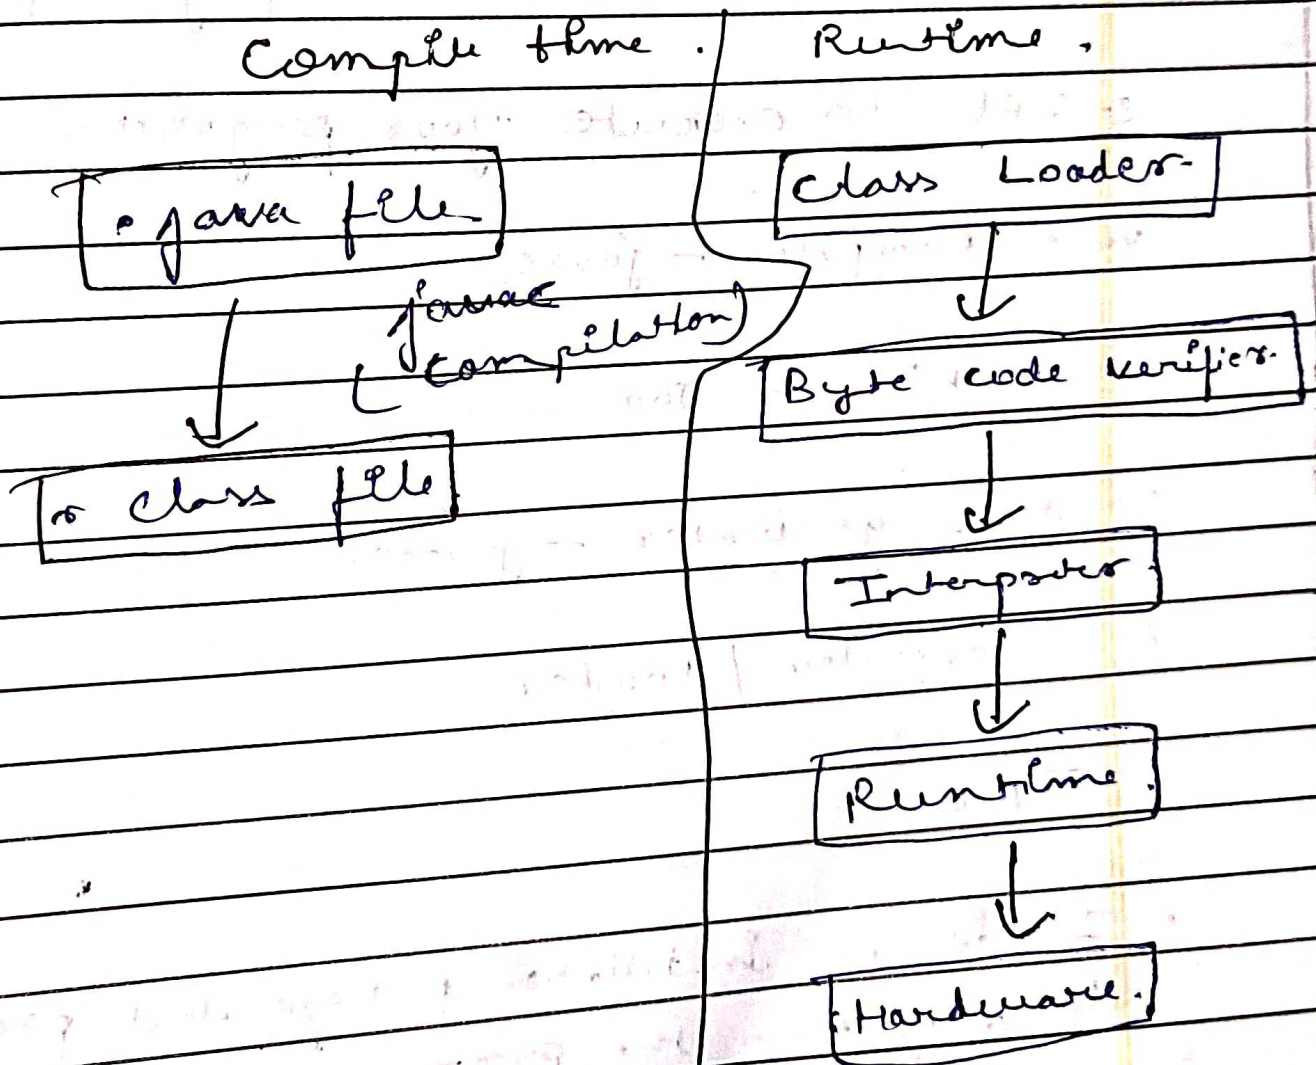 Compile time.
Runtime.
.java file
javac
(compilation)
.class file
Class Loader.
Byte code verifier.
Interpreter.
Runtime.
Hardware.